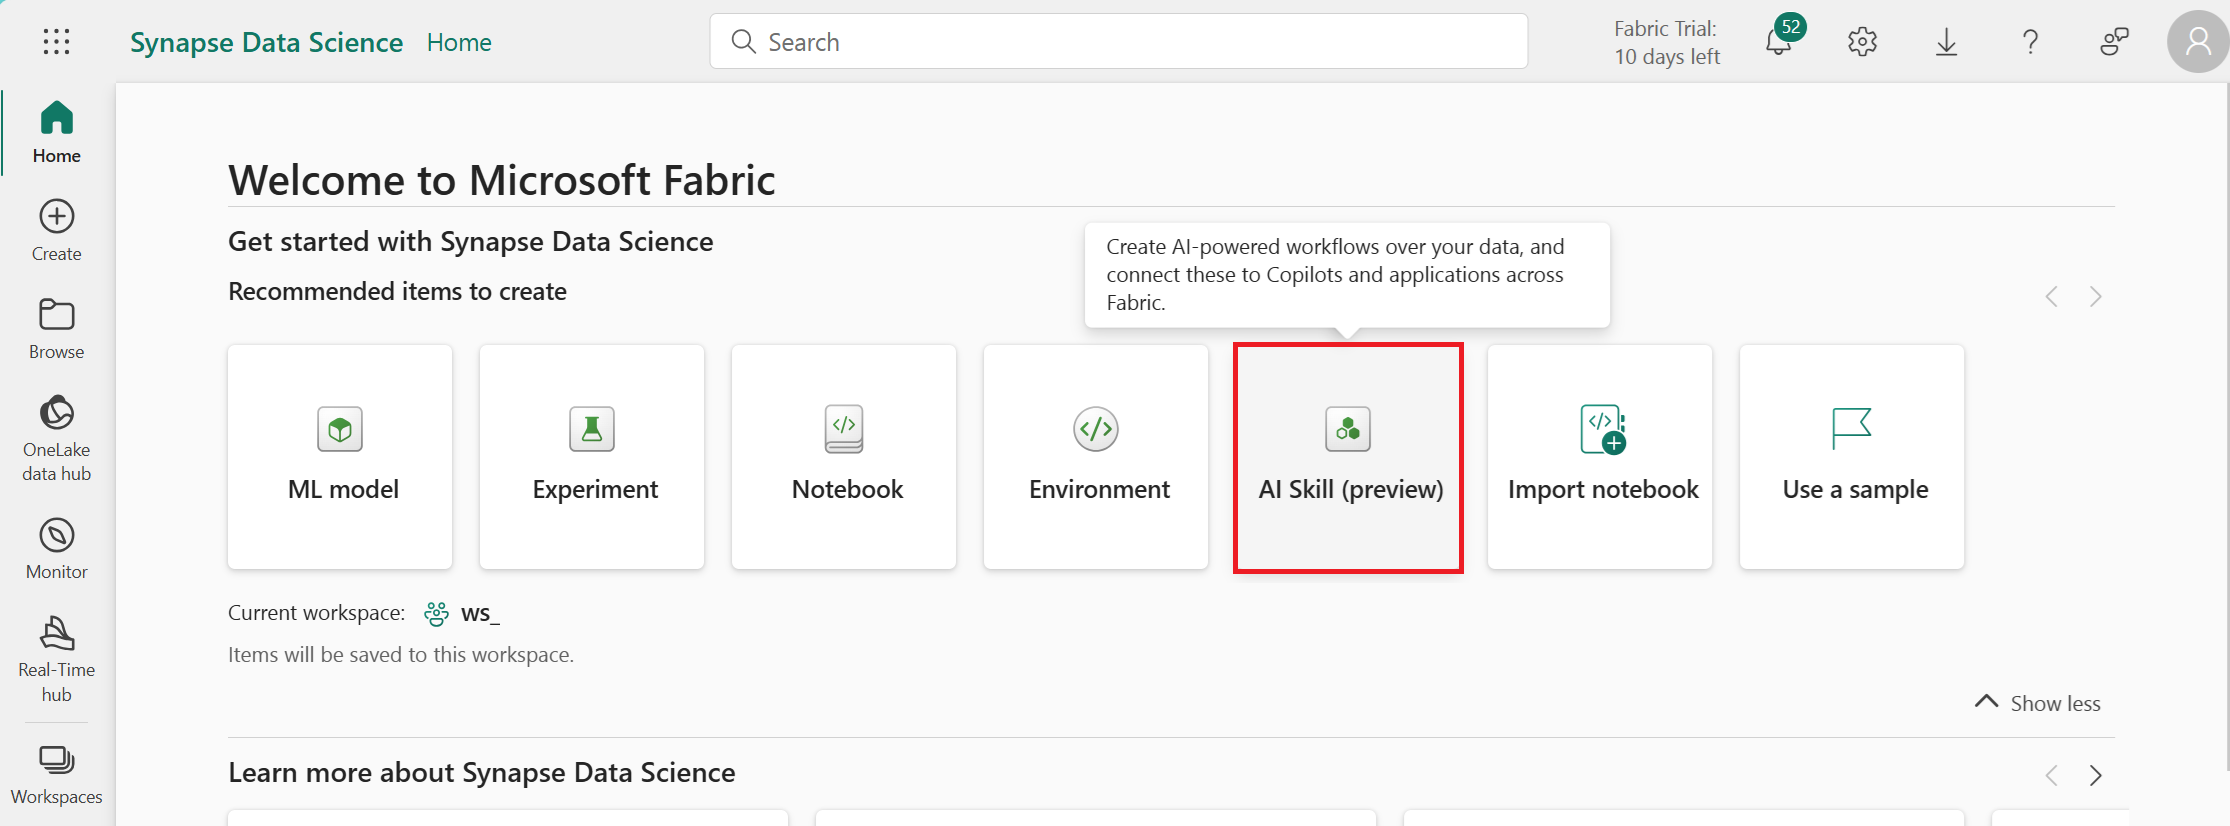 Synapse Data Science Home
Search
Fabric Trial:
10 days left
52
?
Home
Create
Browse
OneLake
data hub
Monitor
Real-Time
hub
Workspaces
Welcome to Microsoft Fabric
Get started with Synapse Data Science
Recommended items to create
Create AI-powered workflows over your data, and
connect these to Copilots and applications across
Fabric.
ML model
Experiment
Notebook
Environment
AI Skill (preview)
Import notebook
Use a sample
Current workspace: ws_
Items will be saved to this workspace.
Show less
Learn more about Synapse Data Science